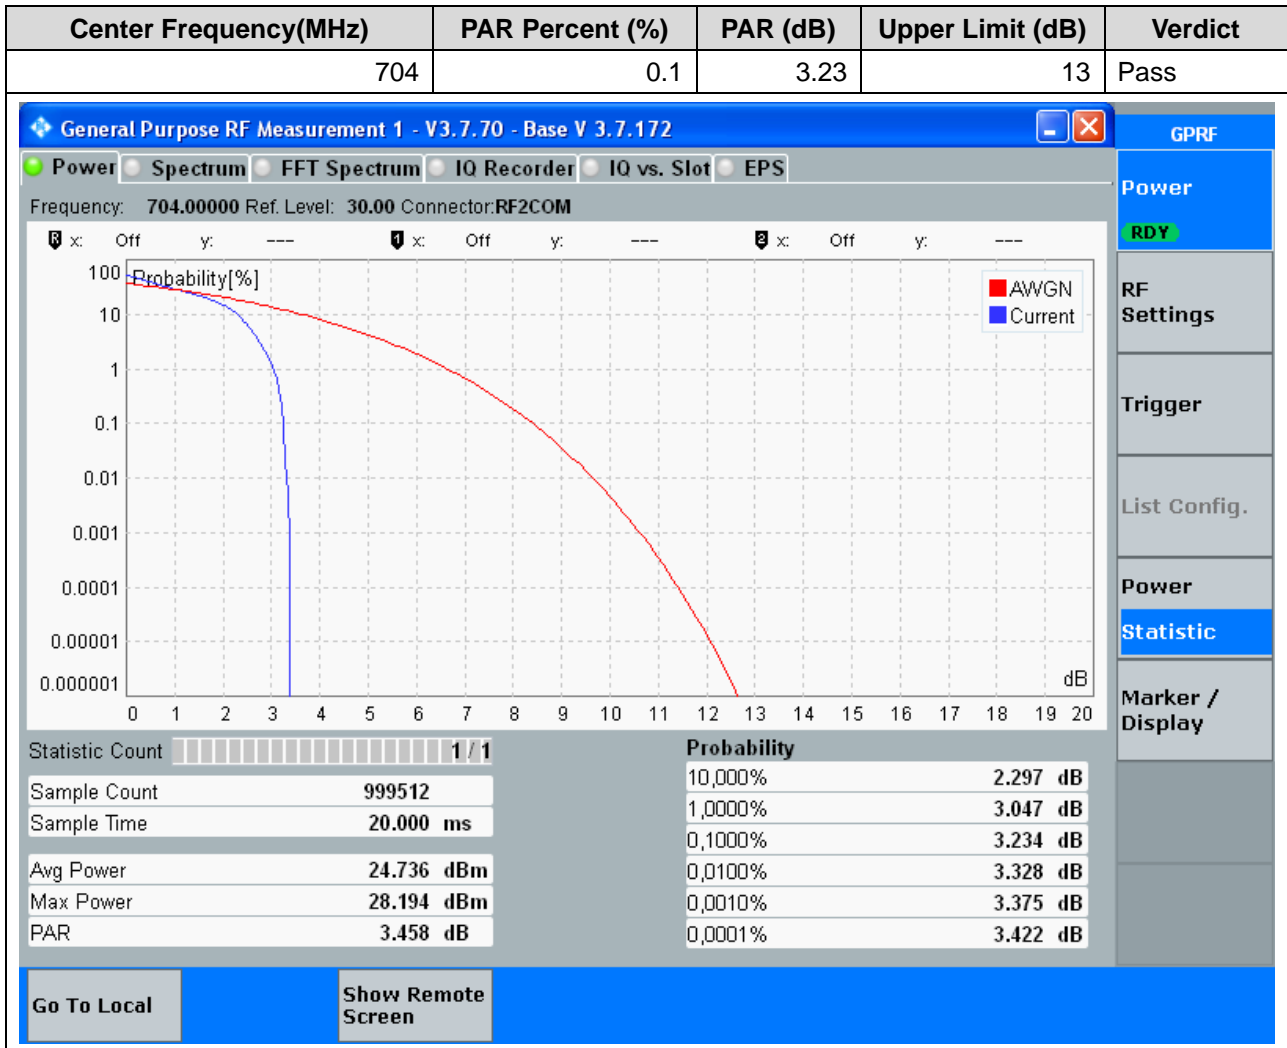 Center Frequency(MHz) PAR Percent (%) PAR (dB) Upper Limit (dB) Verdict
704 0.1 3.23 13 Pass
General Purpose RF Measurement 1 - V3.7.70 - Base V 3.7.172
GPRF
Power Spectrum FFT Spectrum IQ Recorder IQ vs. Slot EPS
Power
RDY
Frequency: 704.00000 Ref. Level: 30.00 Connector:RF2COM
R x: Off y: --- 1 x: Off y: --- 2 x: Off y: ---
Probability[%]
AWGN
Current
100
10
1
0.1
0.01
0.001
0.0001
0.00001
0.000001
dB
0 1 2 3 4 5 6 7 8 9 10 11 12 13 14 15 16 17 18 19 20
RF
Settings
Trigger
List Config.
Power
Statistic
Marker /
Display
Statistic Count 1 / 1
Sample Count 999512
Sample Time 20.000 ms
Avg Power 24.736 dBm
Max Power 28.194 dBm
PAR 3.458 dB
Probability
10,000% 2.297 dB
1,0000% 3.047 dB
0,1000% 3.234 dB
0,0100% 3.328 dB
0,0010% 3.375 dB
0,0001% 3.422 dB
Go To Local
Show Remote
Screen